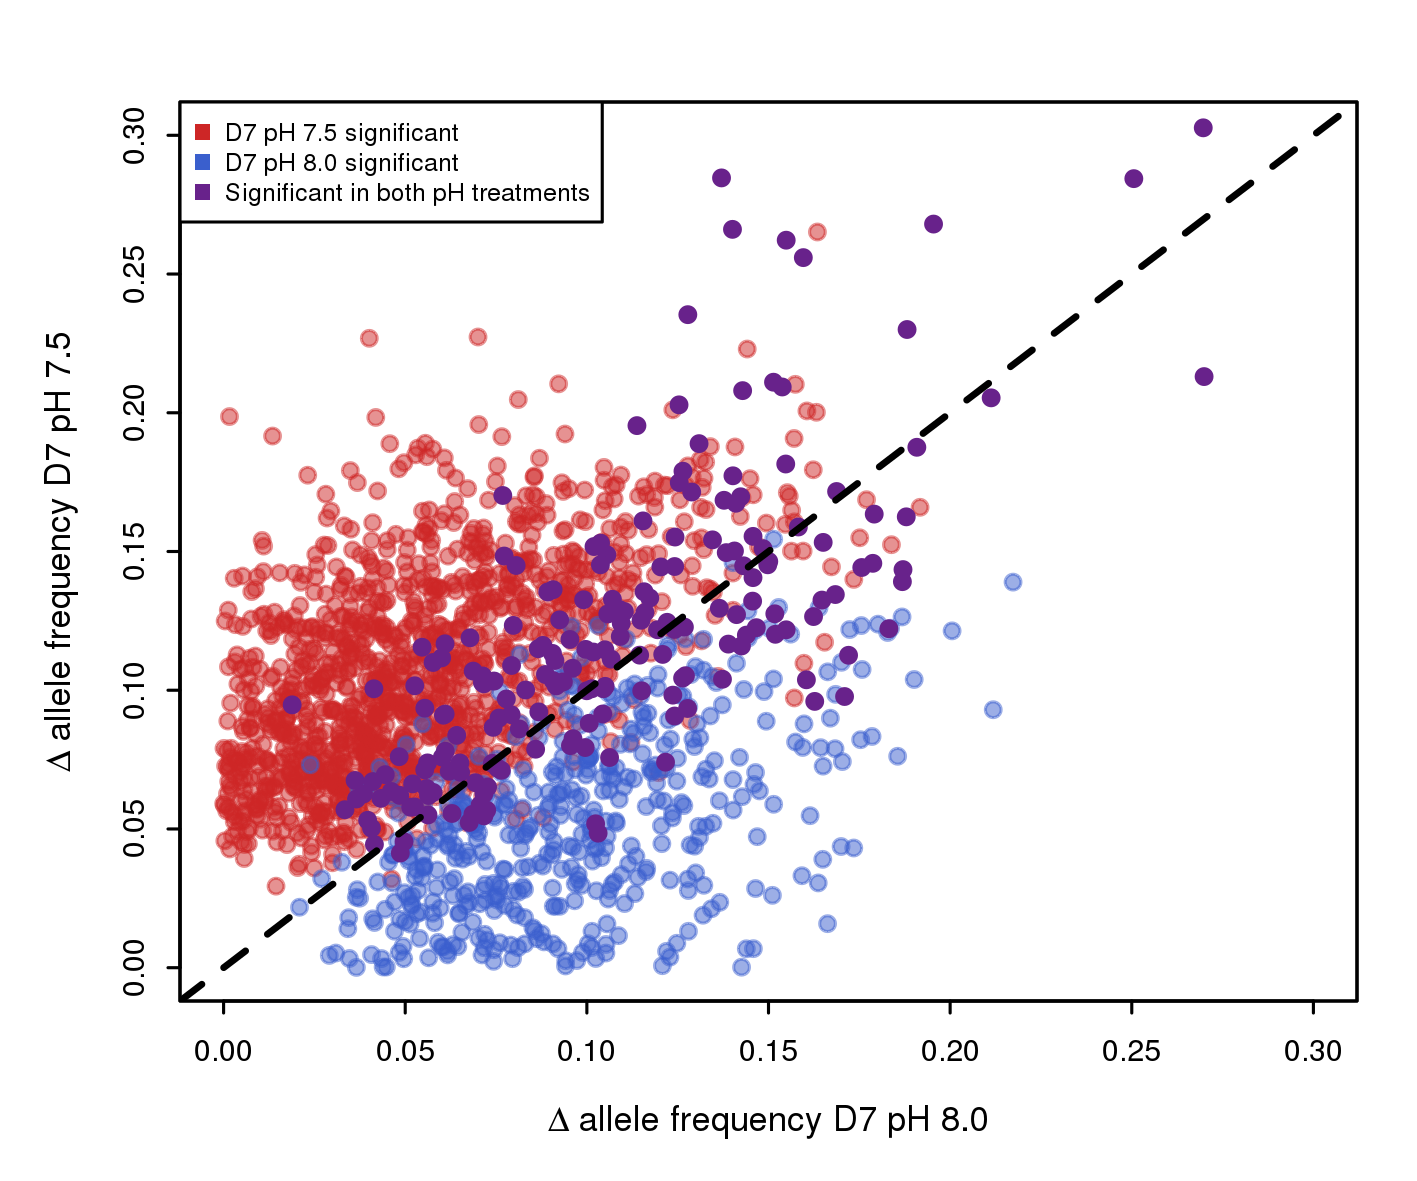 D7 pH 7.5 significant
D7 pH 8.0 significant
Significant in both pH treatments
0.30
0.25
0.20
0.15
0.10
0.05
0.00
Δ allele frequency D7 pH 7.5
0.00 0.05 0.10 0.15 0.20 0.25 0.30
Δ allele frequency D7 pH 8.0